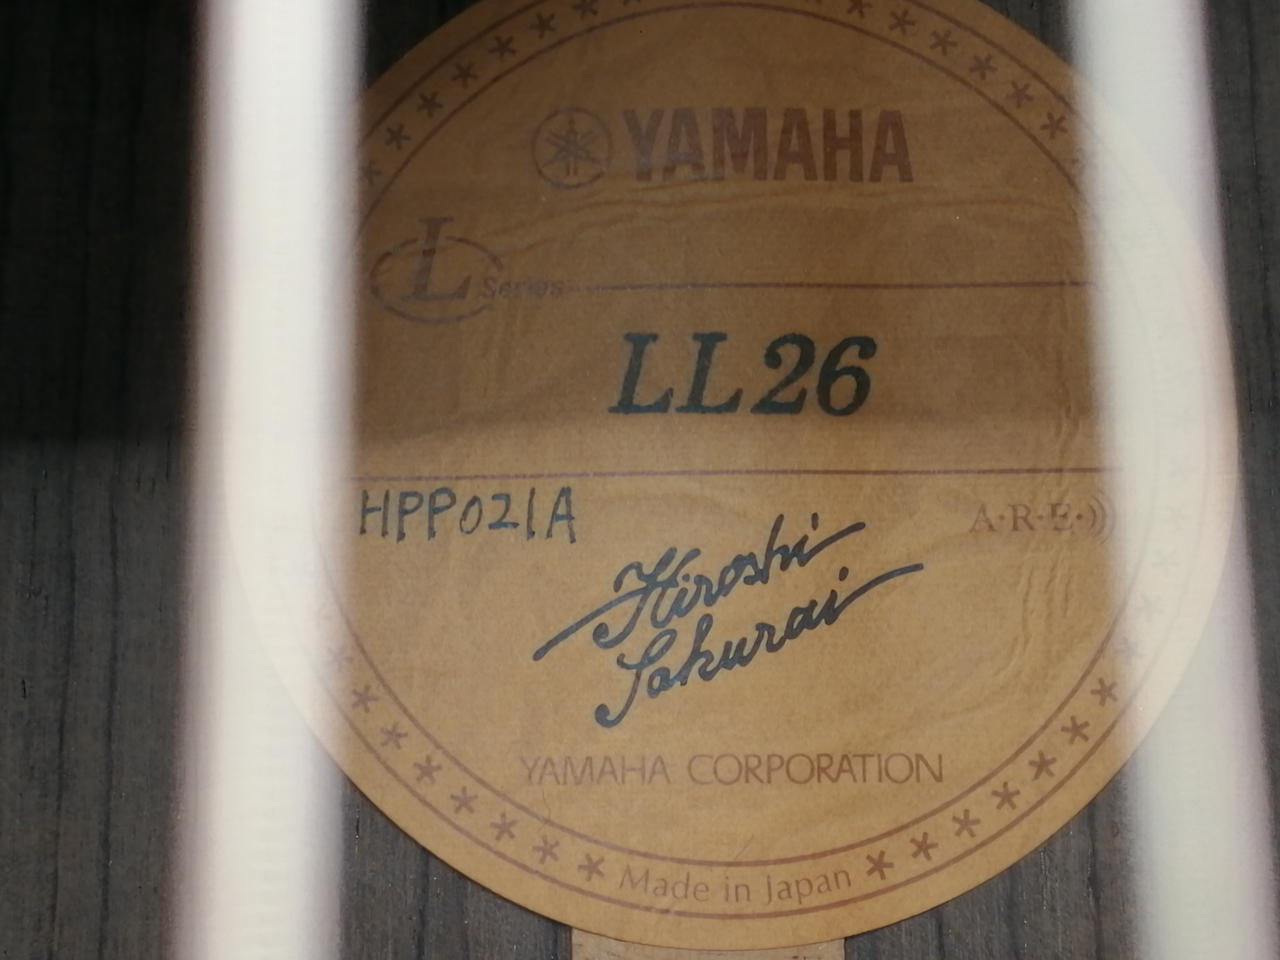 YAMAHA
L Series
LL26
HPP021A
A·R·E·))
Hiroshi
Sakurai
YAMAHA CORPORATION
Made in Japan